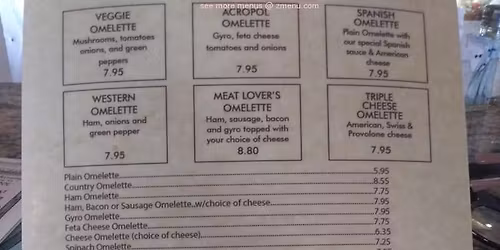 see more menus @ zmenu.com
VEGGIE
OMELETTE
Mushrooms, tomatoes
onions, and green
peppers
7.95
ACROPOL
OMELETTE
Gyro, feta cheese
tomatoes and onions
7.95
SPANISH
OMELETTE
Plain Omelette with
our special Spanish
sauce & American
cheese
7.95
WESTERN
OMELETTE
Ham, onions and
green pepper
7.95
MEAT LOVER'S
OMELETTE
Ham, sausage, bacon
and gyro topped with
your choice of cheese
8.80
TRIPLE
CHEESE
OMELETTE
American, Swiss &
Provolone cheese
7.95
Plain Omelette 5.95
Country Omelette 8.55
Ham Omelette 7.75
Ham, Bacon or Sausage Omelette..w/choice of cheese 7.95
Gyro Omelette 7.95
Feta Cheese Omelette 7.75
Cheese Omelette (choice of cheese) 6.35
Spinach Omelette 7.25